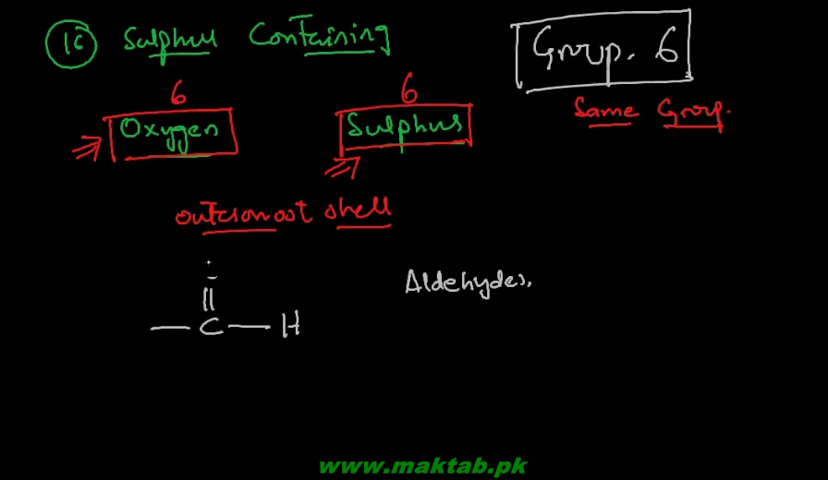 16 Sulphur Containing
Group. 6
6 6
Oxygen Sulphur
Same Group.
outermost shell
Aldehydes.
— C — H
www.maktab.pk